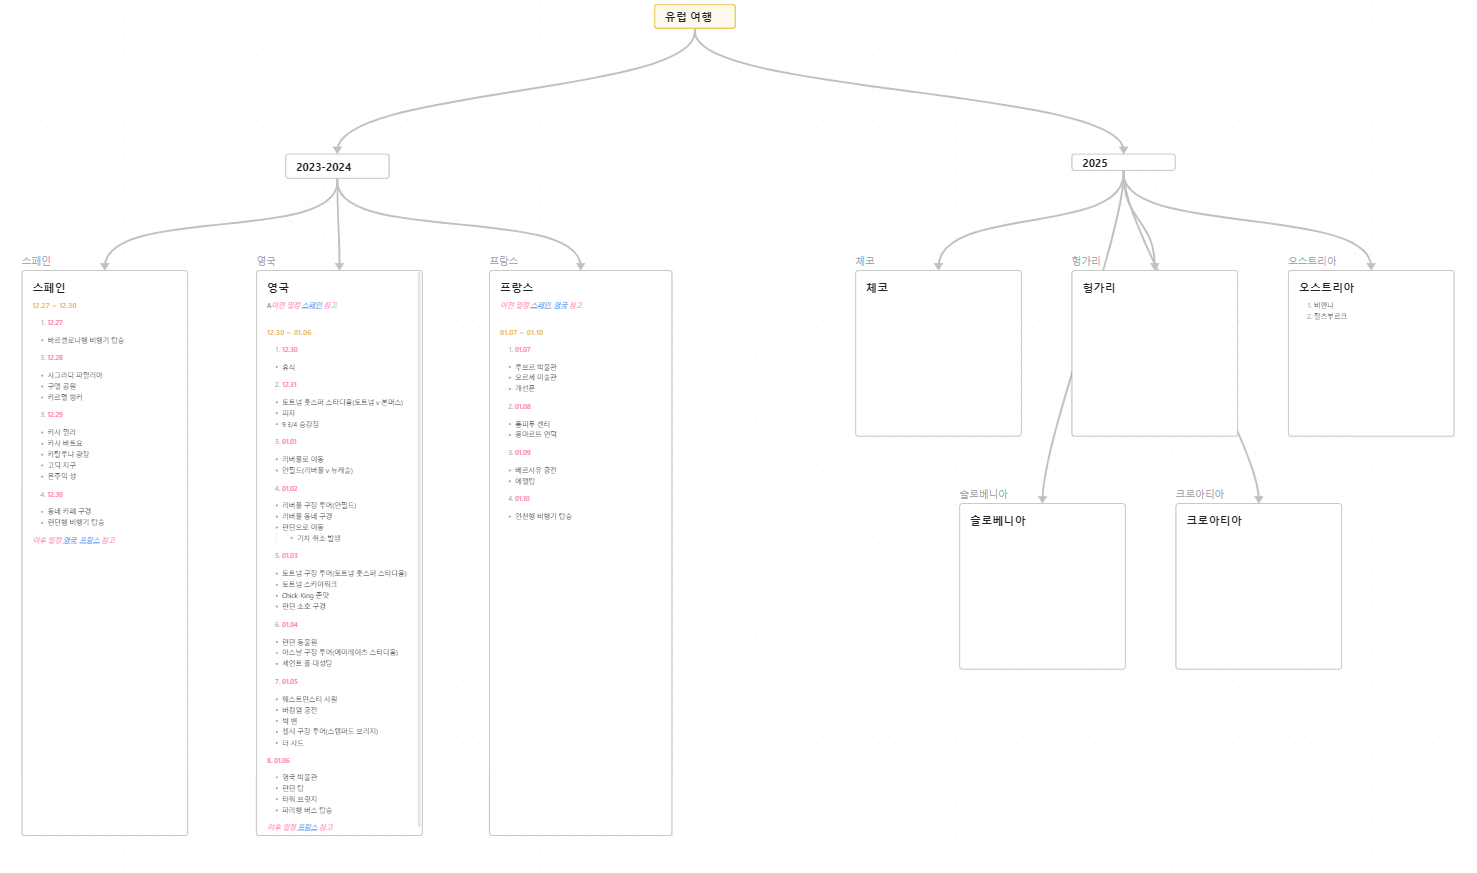 유럽 여행
2023-2024
2025
스페인
스페인
12.27 ~ 12.30
1. 12.27
• 바르셀로나행 비행기 탑승
3. 12.28
• 사그라다 파밀리아
• 구엘 공원
• 카르멜 벙커
3. 12.29
• 카사 밀라
• 카사 바트요
• 카탈루냐 광장
• 고딕 지구
• 몬주익 성
4. 12.30
• 동네 카페 구경
• 런던행 비행기 탑승
이후 일정 영국, 프랑스 참고
영국
영국
A이전 일정 스페인 참고
12.30 ~ 01.06
1. 12.30
• 휴식
2. 12.31
• 토트넘 홋스퍼 스타디움(토트넘 v 본머스)
• 피자
• 9 3/4 승강장
3. 01.01
• 리버풀로 이동
• 안필드(리버풀 v 뉴캐슬)
4. 01.02
• 리버풀 구장 투어(안필드)
• 리버풀 동네 구경
• 런던으로 이동
• 기차 취소 발생
5. 01.03
• 토트넘 구장 투어(토트넘 홋스퍼 스타디움)
• 토트넘 스카이워크
• Chick King 존맛
• 런던 소호 구경
6. 01.04
• 런던 동물원
• 아스날 구장 투어(에미레이츠 스타디움)
• 세인트 폴 대성당
7. 01.05
• 웨스트민스터 사원
• 버킹엄 궁전
• 빅 벤
• 첼시 구장 투어(스탬퍼드 브리지)
• 더 샤드
8. 01.06
• 영국 박물관
• 런던 탑
• 타워 브릿지
• 파리행 버스 탑승
이후 일정 프랑스 참고
프랑스
프랑스
이전 일정 스페인, 영국 참고
01.07 ~ 01.10
1. 01.07
• 루브르 박물관
• 오르세 미술관
• 개선문
2. 01.08
• 퐁피두 센터
• 몽마르뜨 언덕
3. 01.09
• 베르사유 궁전
• 에펠탑
4. 01.10
• 인천행 비행기 탑승
체코
체코
헝가리
헝가리
오스트리아
오스트리아
1. 비엔나
2. 잘츠부르크
슬로베니아
슬로베니아
크로아티아
크로아티아